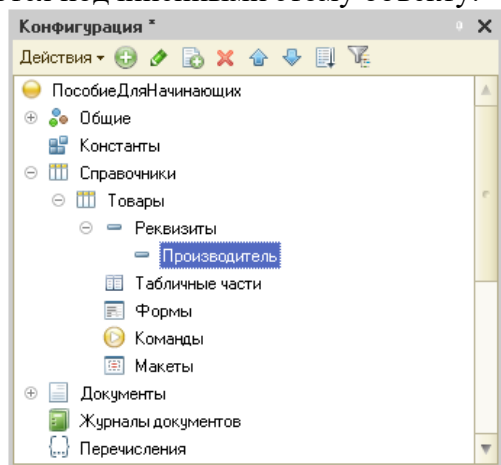 Конфигурация *
Действия
ПособиеДляНачинающих
Общие
Константы
Справочники
Товары
Реквизиты
Производитель
Табличные части
Формы
Команды
Макеты
Документы
Журналы документов
Перечисления